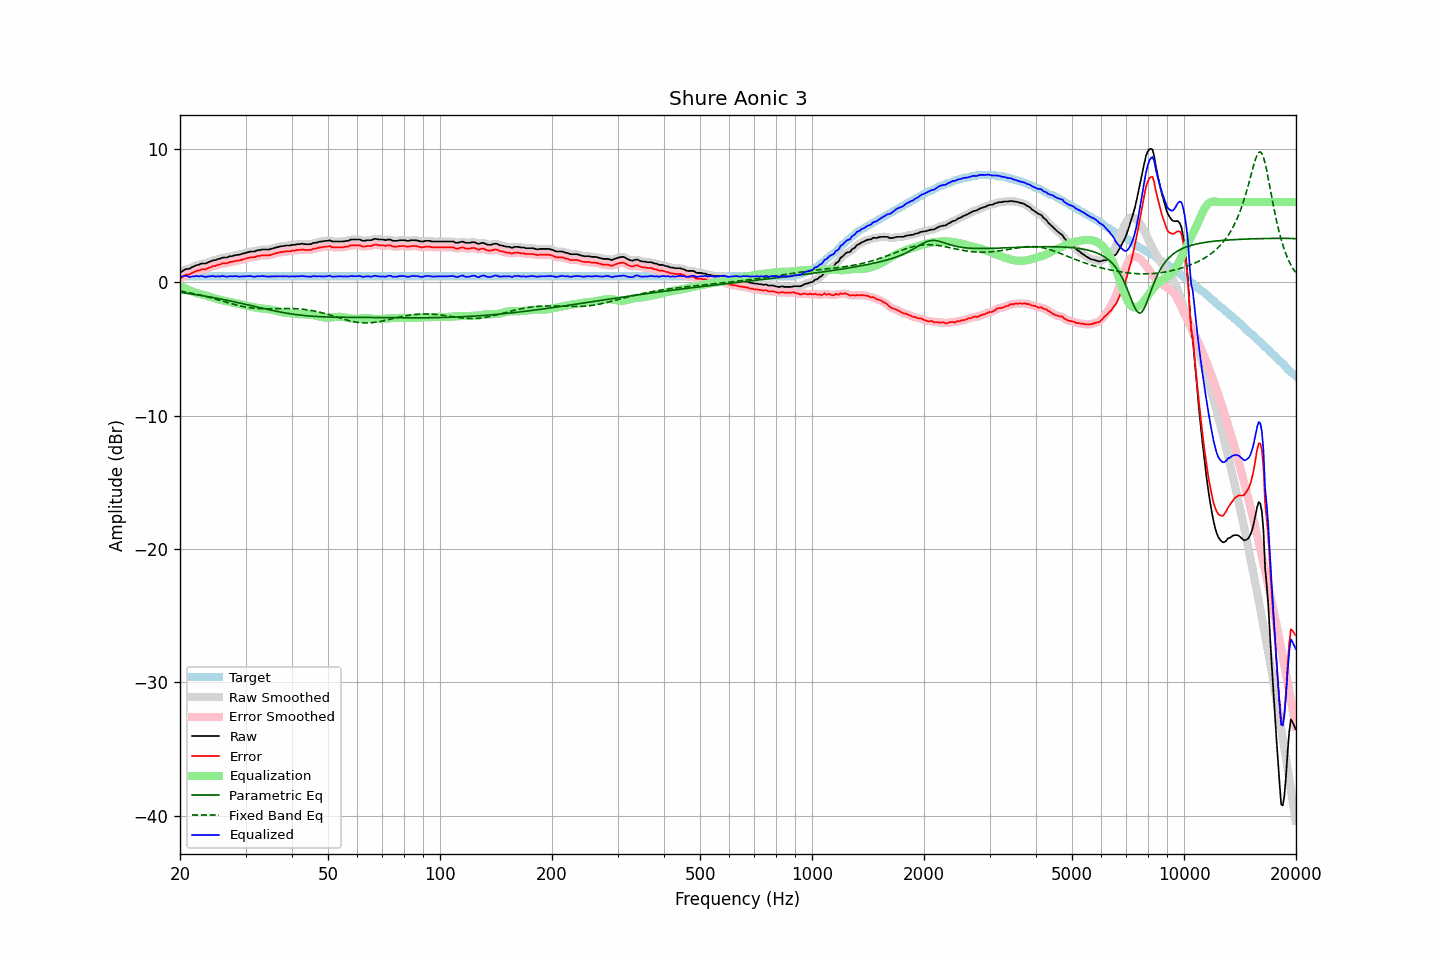 Shure Aonic 3
10
0
−10
−20
−30
−40
Amplitude (dBr)
Target
Raw Smoothed
Error Smoothed
Raw
Error
Equalization
Parametric Eq
Fixed Band Eq
Equalized
20 50 100 200 500 1000 2000 5000 10000 20000
Frequency (Hz)